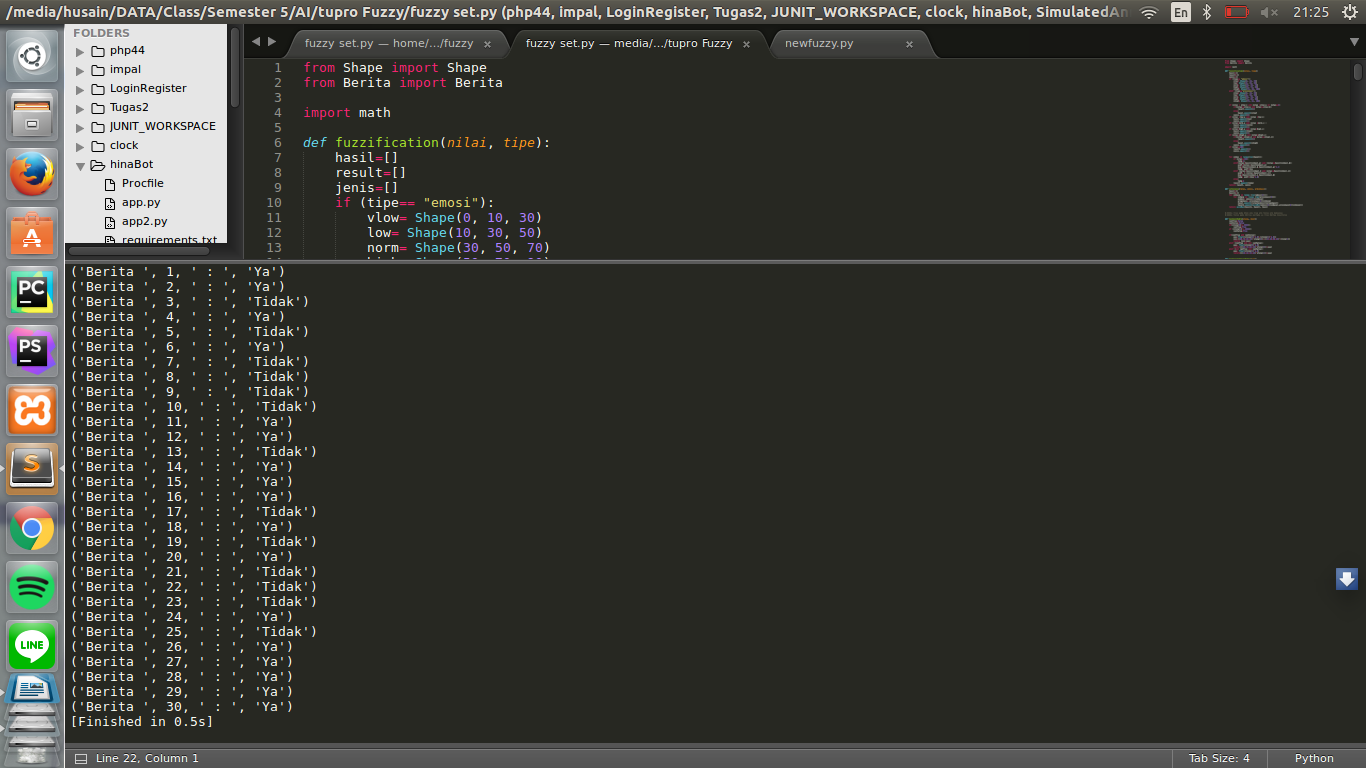 /media/husain/DATA/Class/Semester 5/AI/tupro Fuzzy/fuzzy set.py (php44, impal, LoginRegister, Tugas2, JUNIT_WORKSPACE, clock, hinaBot, SimulatedAn
En
21:25
FOLDERS
php44
impal
LoginRegister
Tugas2
JUNIT_WORKSPACE
clock
hinaBot
Procfile
app.py
app2.py
requirements.txt
fuzzy set.py — home/.../fuzzy ×
fuzzy set.py — media/.../tupro Fuzzy ×
newfuzzy.py ×
1 from Shape import Shape
2 from Berita import Berita
3
4 import math
5
6 def fuzzification(nilai, tipe):
7 hasil=[]
8 result=[]
9 jenis=[]
10 if (tipe== "emosi"):
11 vlow= Shape(0, 10, 30)
12 low= Shape(10, 30, 50)
13 norm= Shape(30, 50, 70)
('Berita ', 1, ' : ', 'Ya')
('Berita ', 2, ' : ', 'Ya')
('Berita ', 3, ' : ', 'Tidak')
('Berita ', 4, ' : ', 'Ya')
('Berita ', 5, ' : ', 'Tidak')
('Berita ', 6, ' : ', 'Ya')
('Berita ', 7, ' : ', 'Tidak')
('Berita ', 8, ' : ', 'Tidak')
('Berita ', 9, ' : ', 'Tidak')
('Berita ', 10, ' : ', 'Tidak')
('Berita ', 11, ' : ', 'Ya')
('Berita ', 12, ' : ', 'Ya')
('Berita ', 13, ' : ', 'Tidak')
('Berita ', 14, ' : ', 'Ya')
('Berita ', 15, ' : ', 'Ya')
('Berita ', 16, ' : ', 'Ya')
('Berita ', 17, ' : ', 'Tidak')
('Berita ', 18, ' : ', 'Ya')
('Berita ', 19, ' : ', 'Tidak')
('Berita ', 20, ' : ', 'Ya')
('Berita ', 21, ' : ', 'Tidak')
('Berita ', 22, ' : ', 'Tidak')
('Berita ', 23, ' : ', 'Tidak')
('Berita ', 24, ' : ', 'Ya')
('Berita ', 25, ' : ', 'Tidak')
('Berita ', 26, ' : ', 'Ya')
('Berita ', 27, ' : ', 'Ya')
('Berita ', 28, ' : ', 'Ya')
('Berita ', 29, ' : ', 'Ya')
('Berita ', 30, ' : ', 'Ya')
[Finished in 0.5s]
PC
PS
S
LINE
Line 22, Column 1
Tab Size: 4
Python